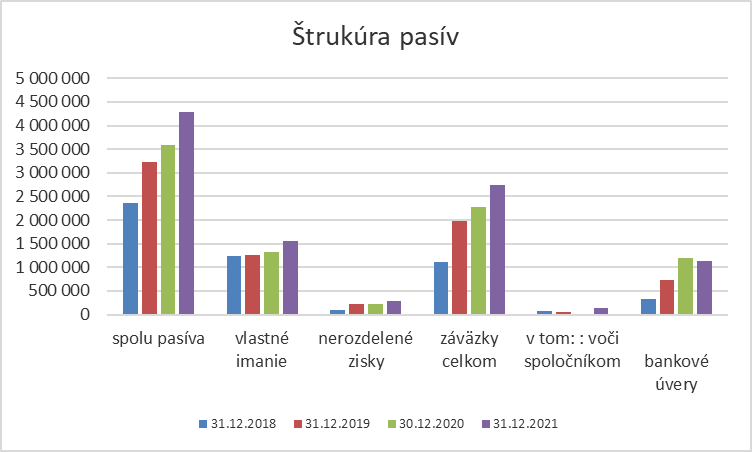 Štrukúra pasív
5 000 000
4 500 000
4 000 000
3 500 000
3 000 000
2 500 000
2 000 000
1 500 000
1 000 000
500 000
0
spolu pasíva
vlastné
imanie
nerozdelené
zisky
záväzky
celkom
v tom: : voči
spoločníkom
bankové
úvery
31.12.2018
31.12.2019
30.12.2020
31.12.2021